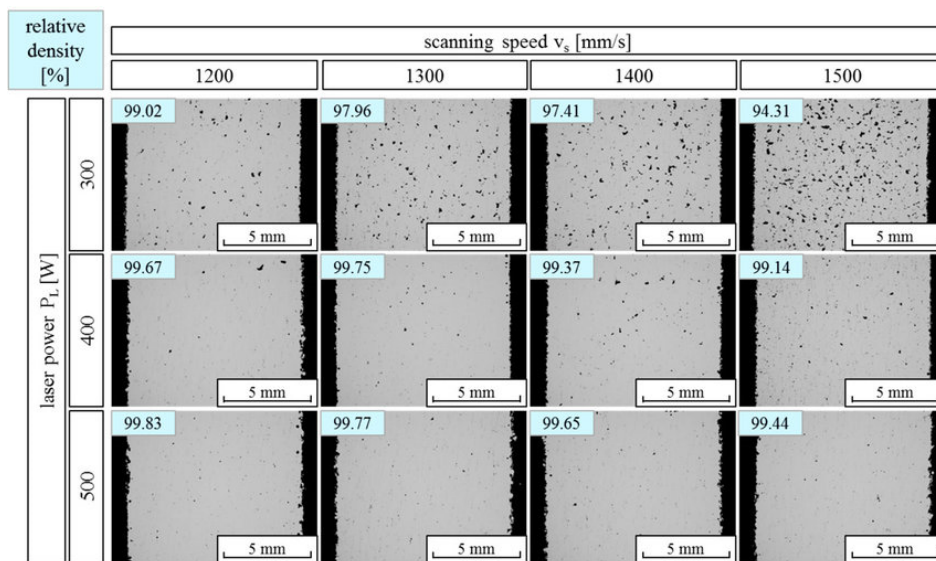 relative
density
[%]
scanning speed vₛ [mm/s]
1200
1300
1400
1500
laser power P_L [W]
300
99.02
5 mm
97.96
5 mm
97.41
5 mm
94.31
5 mm
400
99.67
5 mm
99.75
5 mm
99.37
5 mm
99.14
5 mm
500
99.83
5 mm
99.77
5 mm
99.65
5 mm
99.44
5 mm